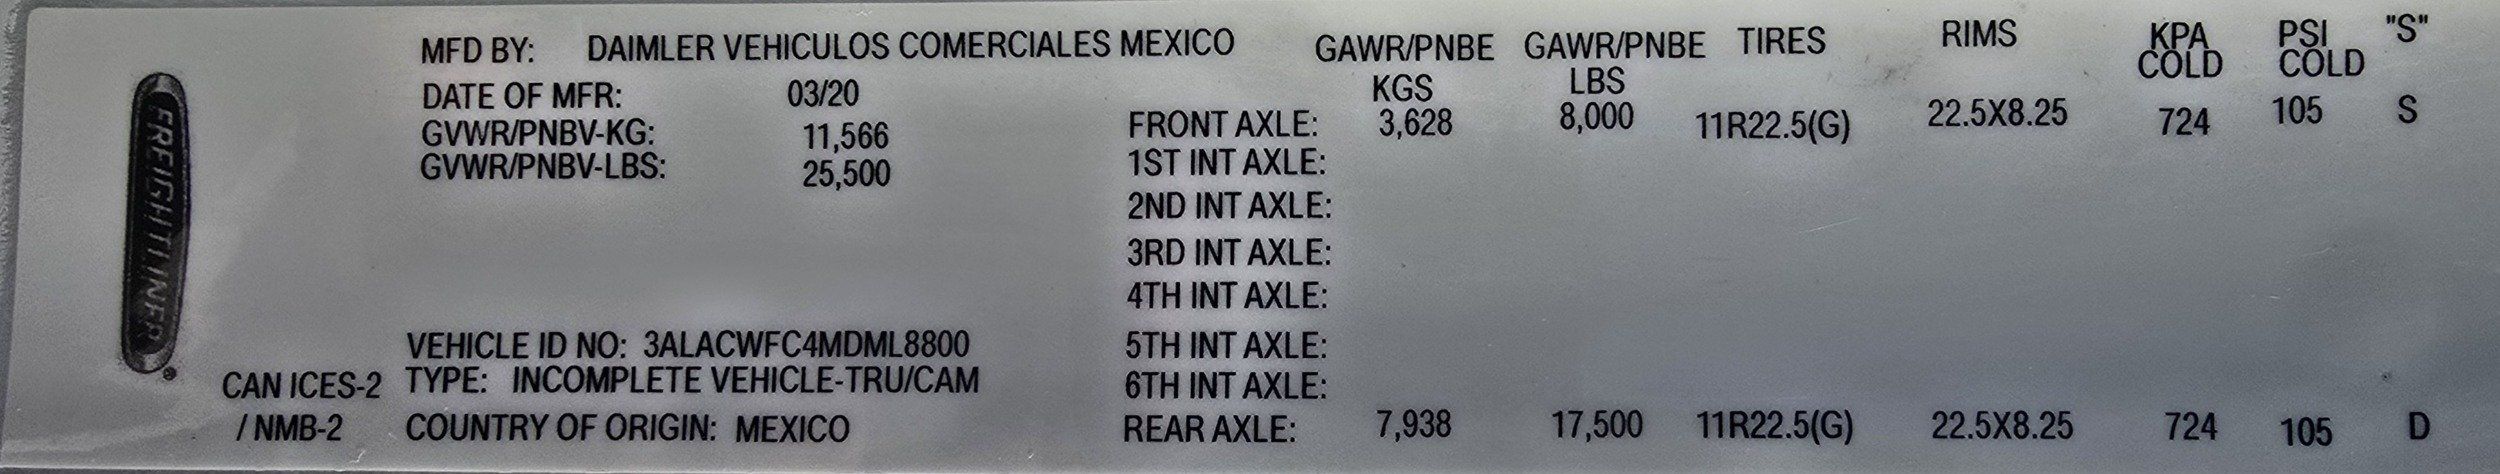 FREIGHTLINER®
MFD BY: DAIMLER VEHICULOS COMERCIALES MEXICO
DATE OF MFR: 03/20
GVWR/PNBV-KG: 11,566
GVWR/PNBV-LBS: 25,500
VEHICLE ID NO: 3ALACWFC4MDML8800
CAN ICES-2 TYPE: INCOMPLETE VEHICLE-TRU/CAM
/ NMB-2 COUNTRY OF ORIGIN: MEXICO
GAWR/PNBE KGS GAWR/PNBE LBS TIRES RIMS KPA COLD PSI COLD "S"
FRONT AXLE: 3,628 8,000 11R22.5(G) 22.5X8.25 724 105 S
1ST INT AXLE:
2ND INT AXLE:
3RD INT AXLE:
4TH INT AXLE:
5TH INT AXLE:
6TH INT AXLE:
REAR AXLE: 7,938 17,500 11R22.5(G) 22.5X8.25 724 105 D